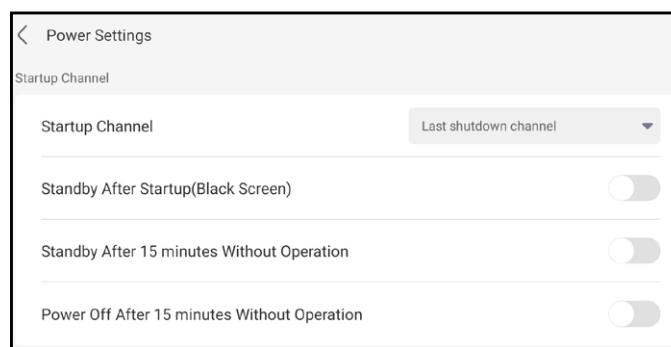 Power Settings
Startup Channel
Startup Channel Last shutdown channel
Standby After Startup(Black Screen)
Standby After 15 minutes Without Operation
Power Off After 15 minutes Without Operation